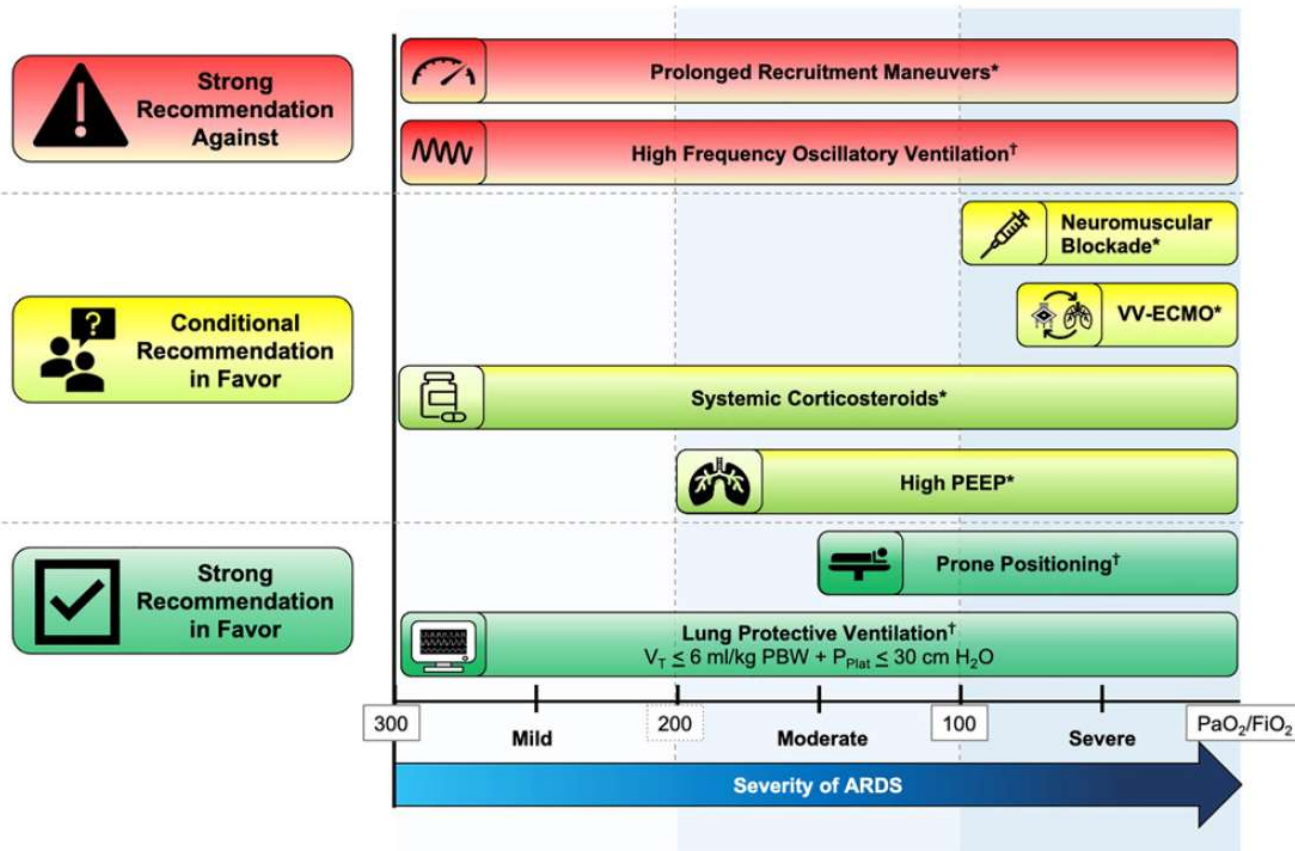 Strong
Recommendation
Against
Prolonged Recruitment Maneuvers*
High Frequency Oscillatory Ventilation†
Conditional
Recommendation
in Favor
?
Neuromuscular
Blockade*
VV-ECMO*
Systemic Corticosteroids*
High PEEP*
Strong
Recommendation
in Favor
Prone Positioning†
Lung Protective Ventilation†
V_T ≤ 6 ml/kg PBW + P_Plat ≤ 30 cm H₂O
300
200
100
PaO₂/FiO₂
Mild
Moderate
Severe
Severity of ARDS